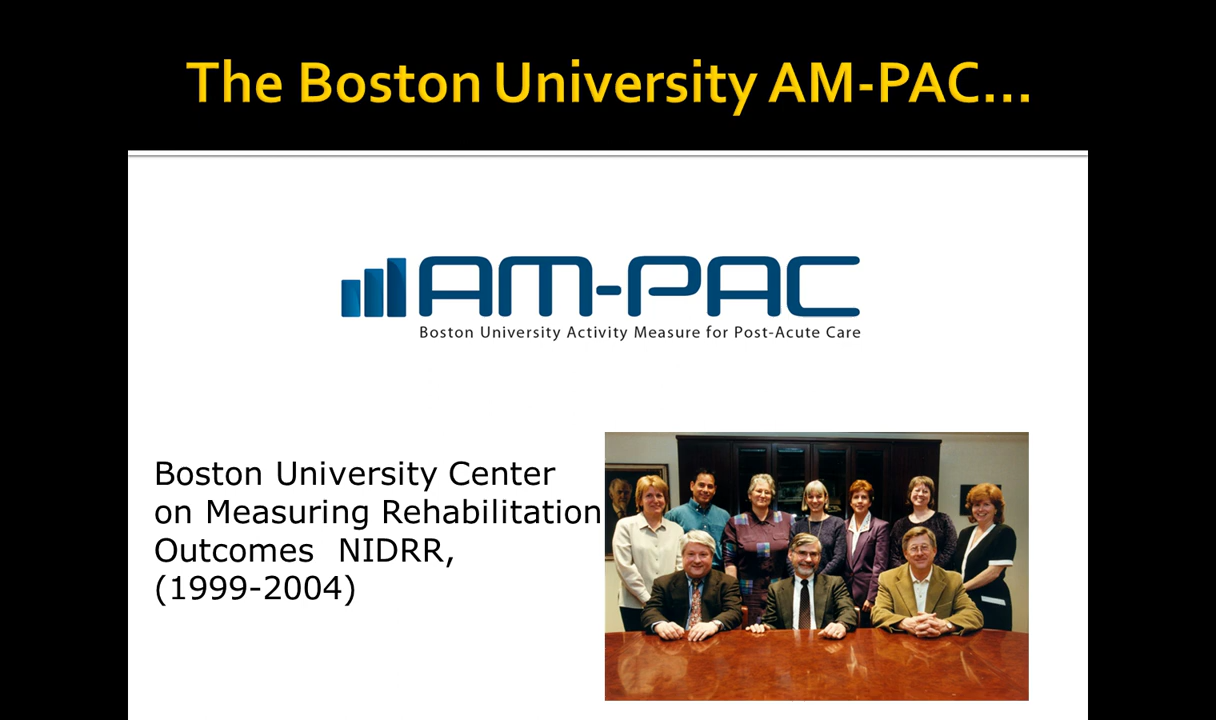 The Boston University AM-PAC...
AM-PAC
Boston University Activity Measure for Post-Acute Care
Boston University Center
on Measuring Rehabilitation
Outcomes  NIDRR,
(1999-2004)